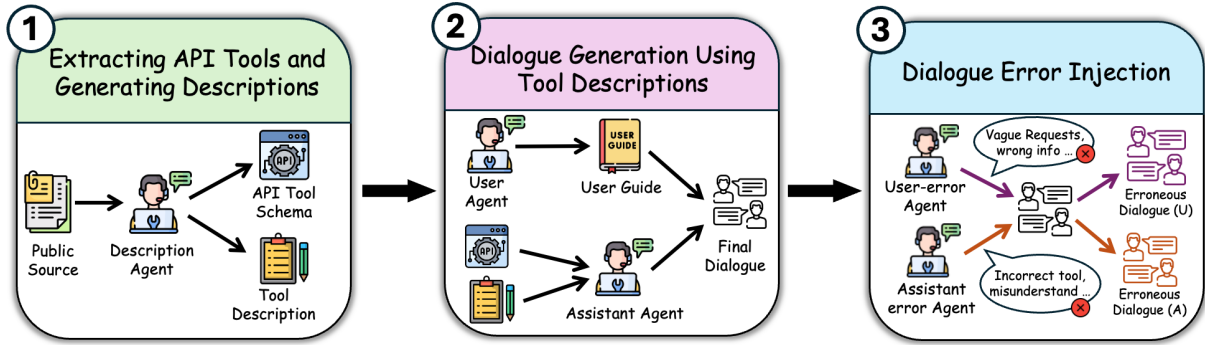 1
Extracting API Tools and
Generating Descriptions
Public
Source
Description
Agent
API
API Tool
Schema
Tool
Description
2
Dialogue Generation Using
Tool Descriptions
User
Agent
USER
GUIDE
User Guide
API
Assistant Agent
Final
Dialogue
3
Dialogue Error Injection
User-error
Agent
Vague Requests,
wrong info ...
Assistant
error Agent
Incorrect tool,
misunderstand ...
Erroneous
Dialogue (U)
Erroneous
Dialogue (A)